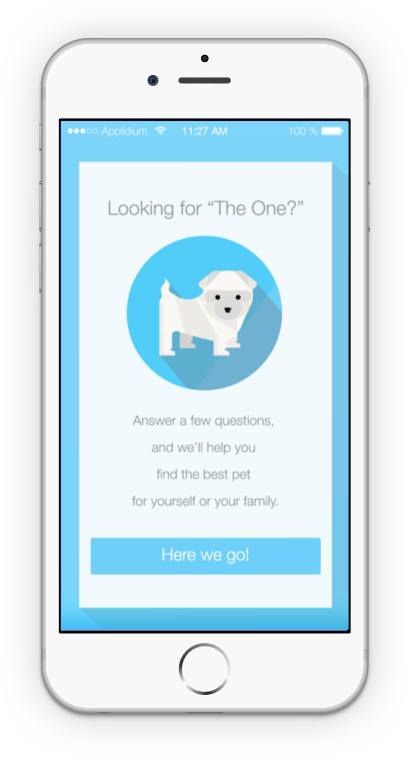 Applidium 11:27 AM 100 %
Looking for “The One?”
Answer a few questions,
and we'll help you
find the best pet
for yourself or your family.
Here we go!